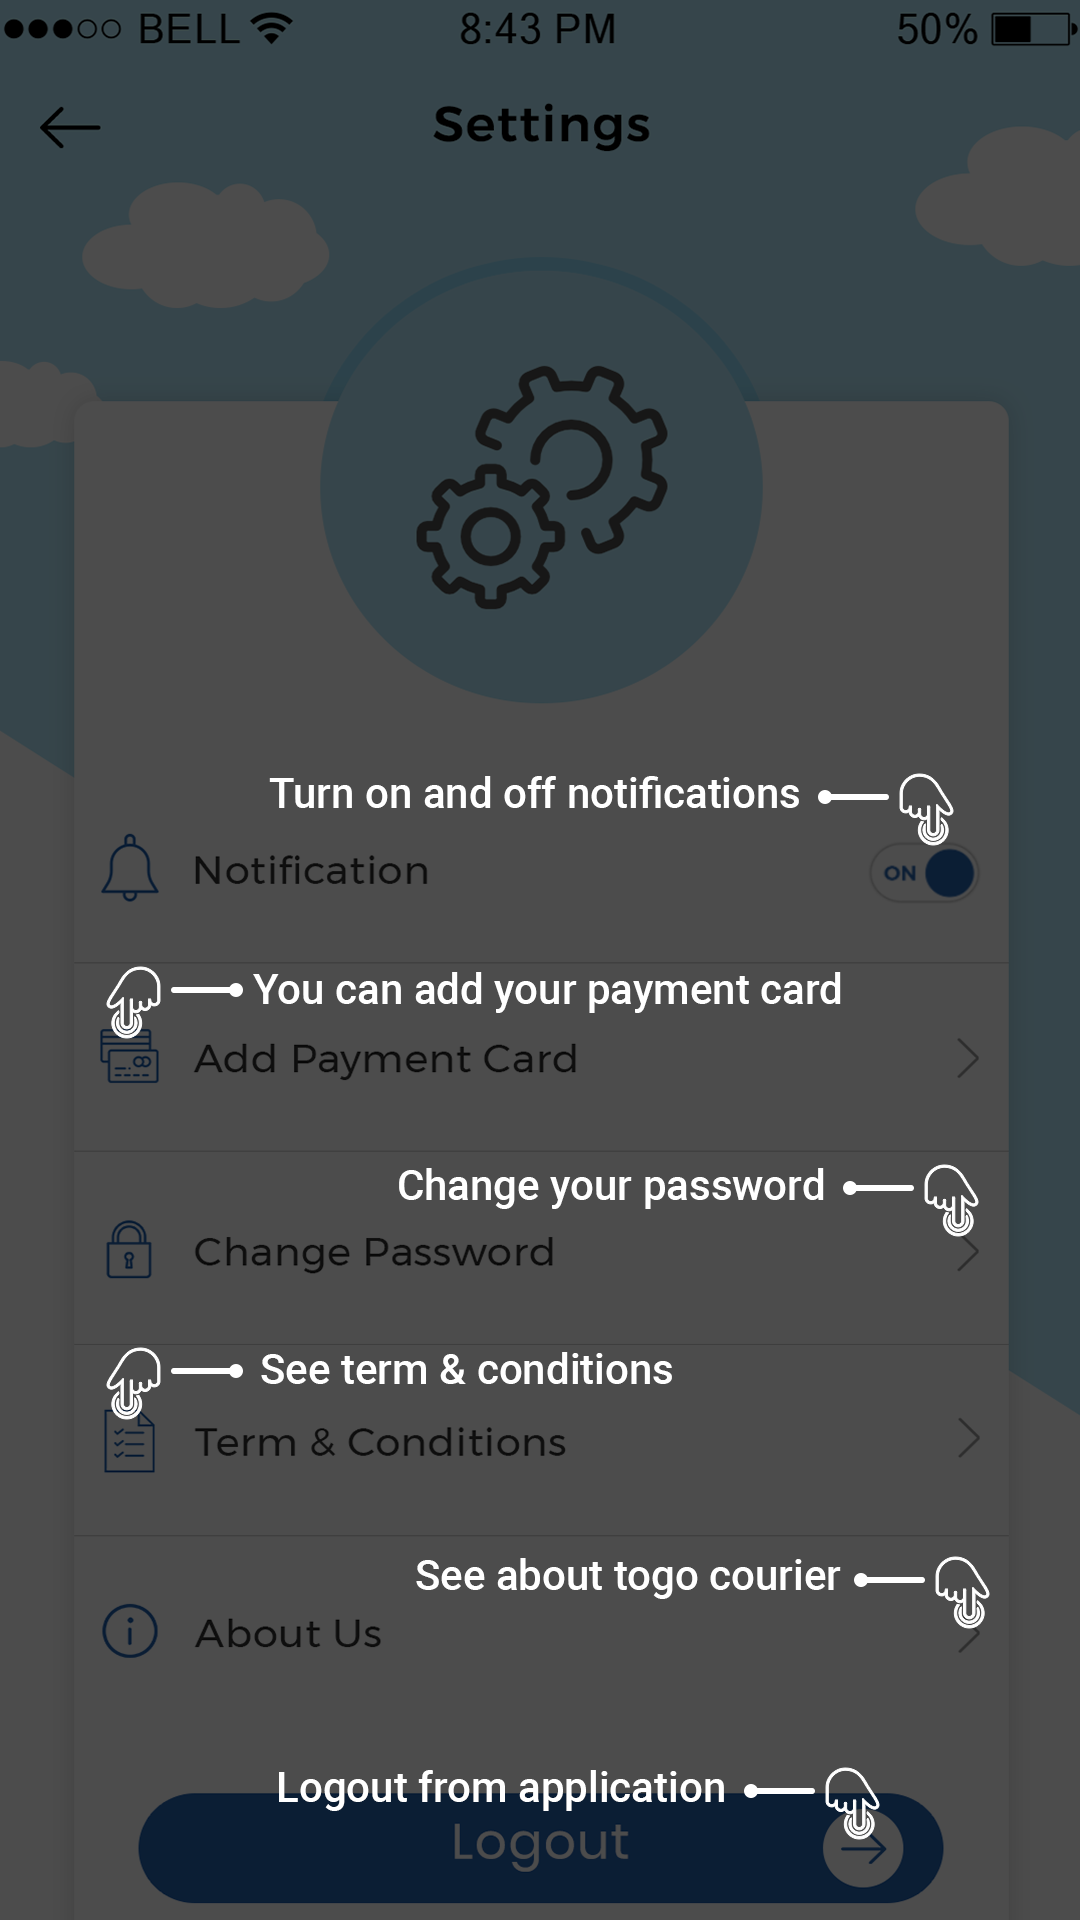 BELL 8:43 PM 50%
Settings
Turn on and off notifications
Notification ON
You can add your payment card
Add Payment Card
Change your password
Change Password
See term & conditions
Term & Conditions
See about togo courier
About Us
Logout from application
Logout